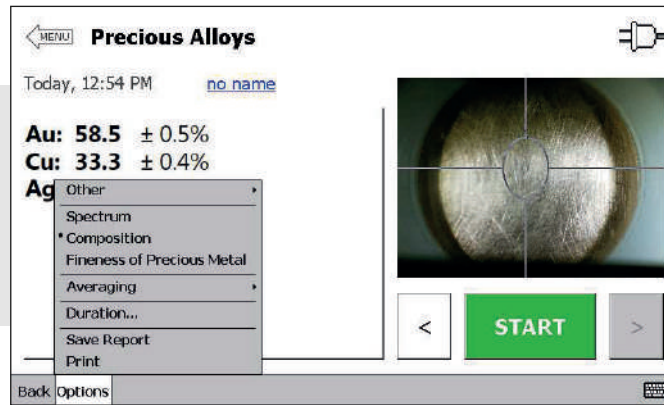 MENU Precious Alloys
Today, 12:54 PM no name
Au: 58.5 ± 0.5%
Cu: 33.3 ± 0.4%
Ag
Other
Spectrum
Composition
Fineness of Precious Metal
Averaging
Duration...
Save Report
Print
< START >
Back Options